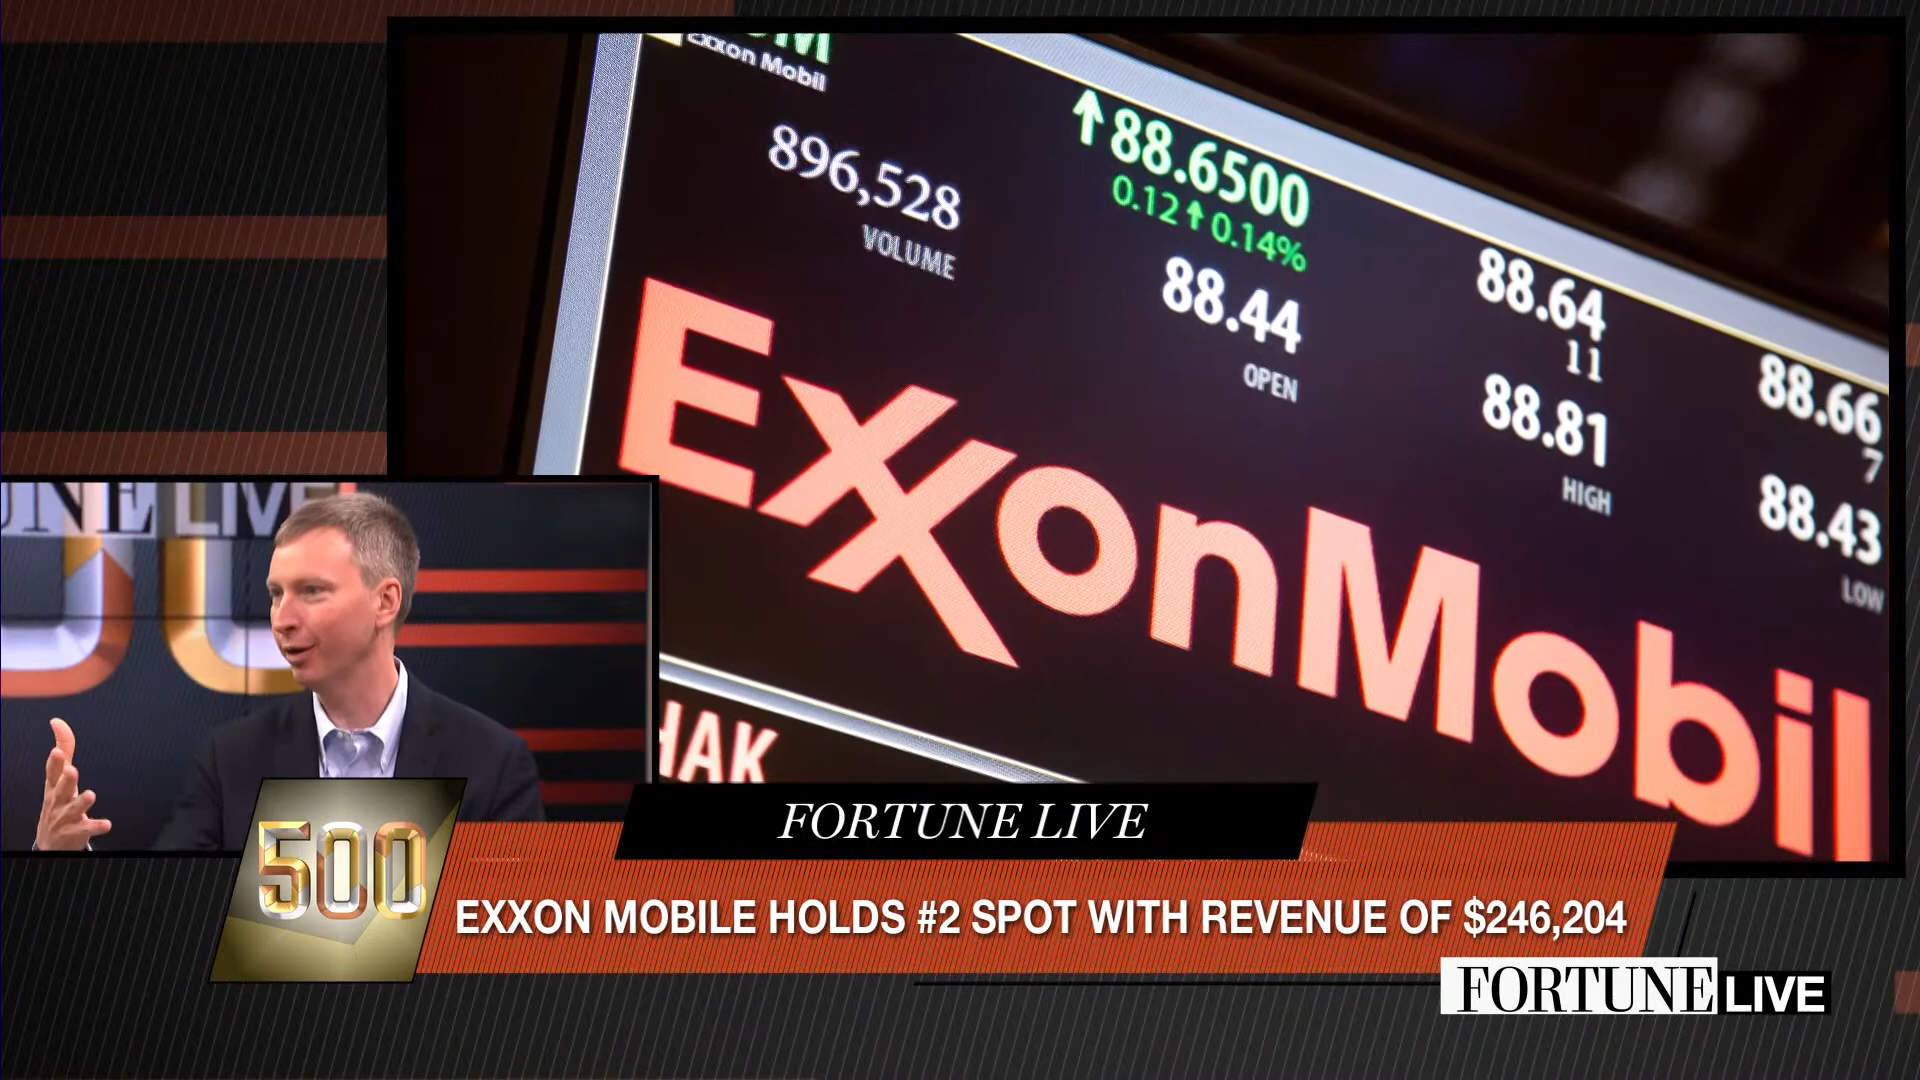 Exxon Mobil
896,528
VOLUME
↑88.6500
0.12↑0.14%
88.44
OPEN
88.64
11
88.81
HIGH
88.66
7
88.43
LOW
ExxonMobil
LIVE
HAK
500
FORTUNE LIVE
EXXON MOBILE HOLDS #2 SPOT WITH REVENUE OF $246,204
FORTUNE LIVE